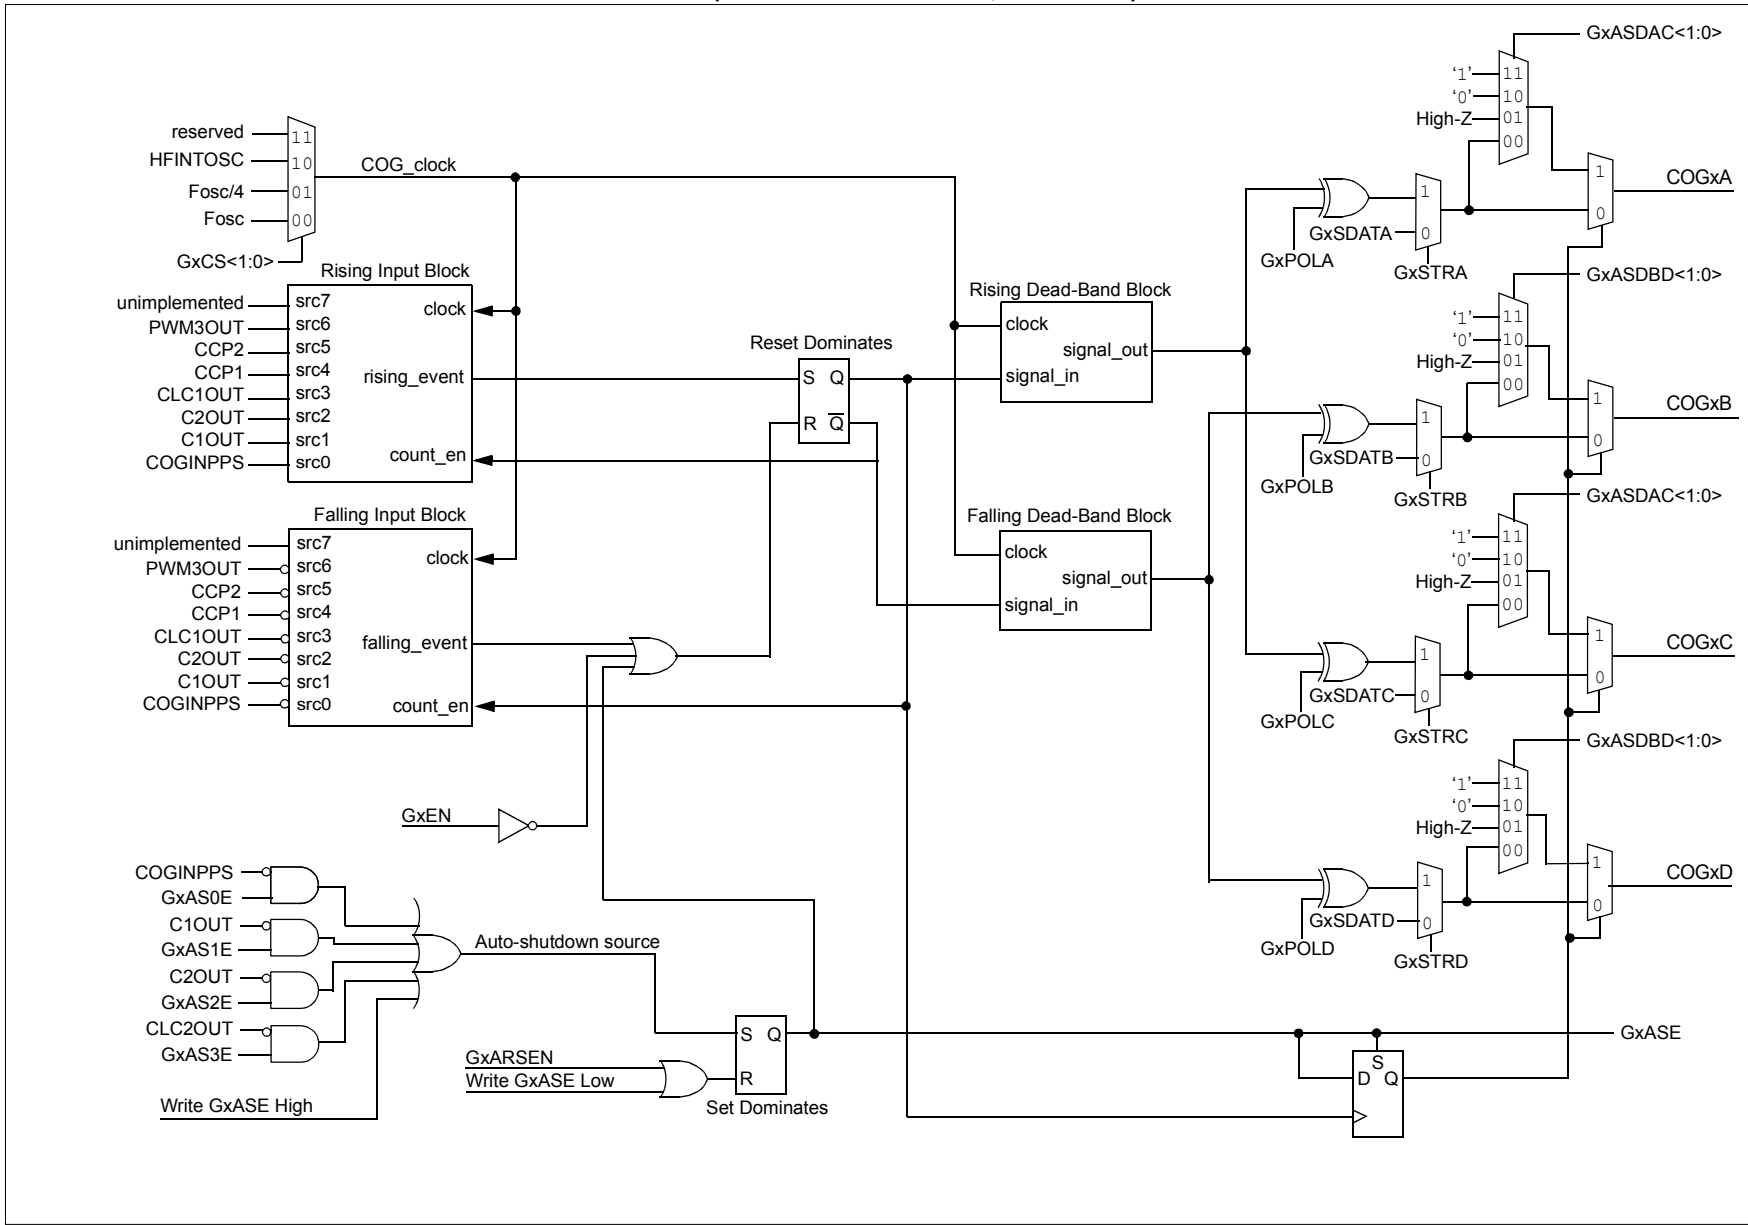 GxASDAC<1:0>
'1' 11
'0' 10
High-Z 01
00
reserved 11
HFINTOSC 10
Fosc/4 01
Fosc 00
GxCS<1:0>
COG_clock
Rising Input Block
unimplemented src7
PWM3OUT src6
CCP2 src5
CCP1 src4
CLC1OUT src3
C2OUT src2
C1OUT src1
COGINPPS src0
clock
rising_event
count_en
Falling Input Block
unimplemented src7
PWM3OUT src6
CCP2 src5
CCP1 src4
CLC1OUT src3
C2OUT src2
C1OUT src1
COGINPPS src0
clock
falling_event
count_en
Reset Dominates
S Q
R Q
Rising Dead-Band Block
clock
signal_out
signal_in
Falling Dead-Band Block
clock
signal_out
signal_in
GxPOLA
GxSDATA
1
0
GxSTRA
1
0
COGxA
GxASDBD<1:0>
'1' 11
'0' 10
High-Z 01
00
GxPOLB
GxSDATB
1
0
GxSTRB
1
0
COGxB
GxASDAC<1:0>
'1' 11
'0' 10
High-Z 01
00
GxPOLC
GxSDATC
1
0
GxSTRC
1
0
COGxC
GxASDBD<1:0>
'1' 11
'0' 10
High-Z 01
00
GxPOLD
GxSDATD
1
0
GxSTRD
1
0
COGxD
GxEN
COGINPPS
GxAS0E
C1OUT
GxAS1E
C2OUT
GxAS2E
CLC2OUT
GxAS3E
Write GxASE High
Auto-shutdown source
GxARSEN
Write GxASE Low
S Q
R
Set Dominates
S
D Q
GxASE